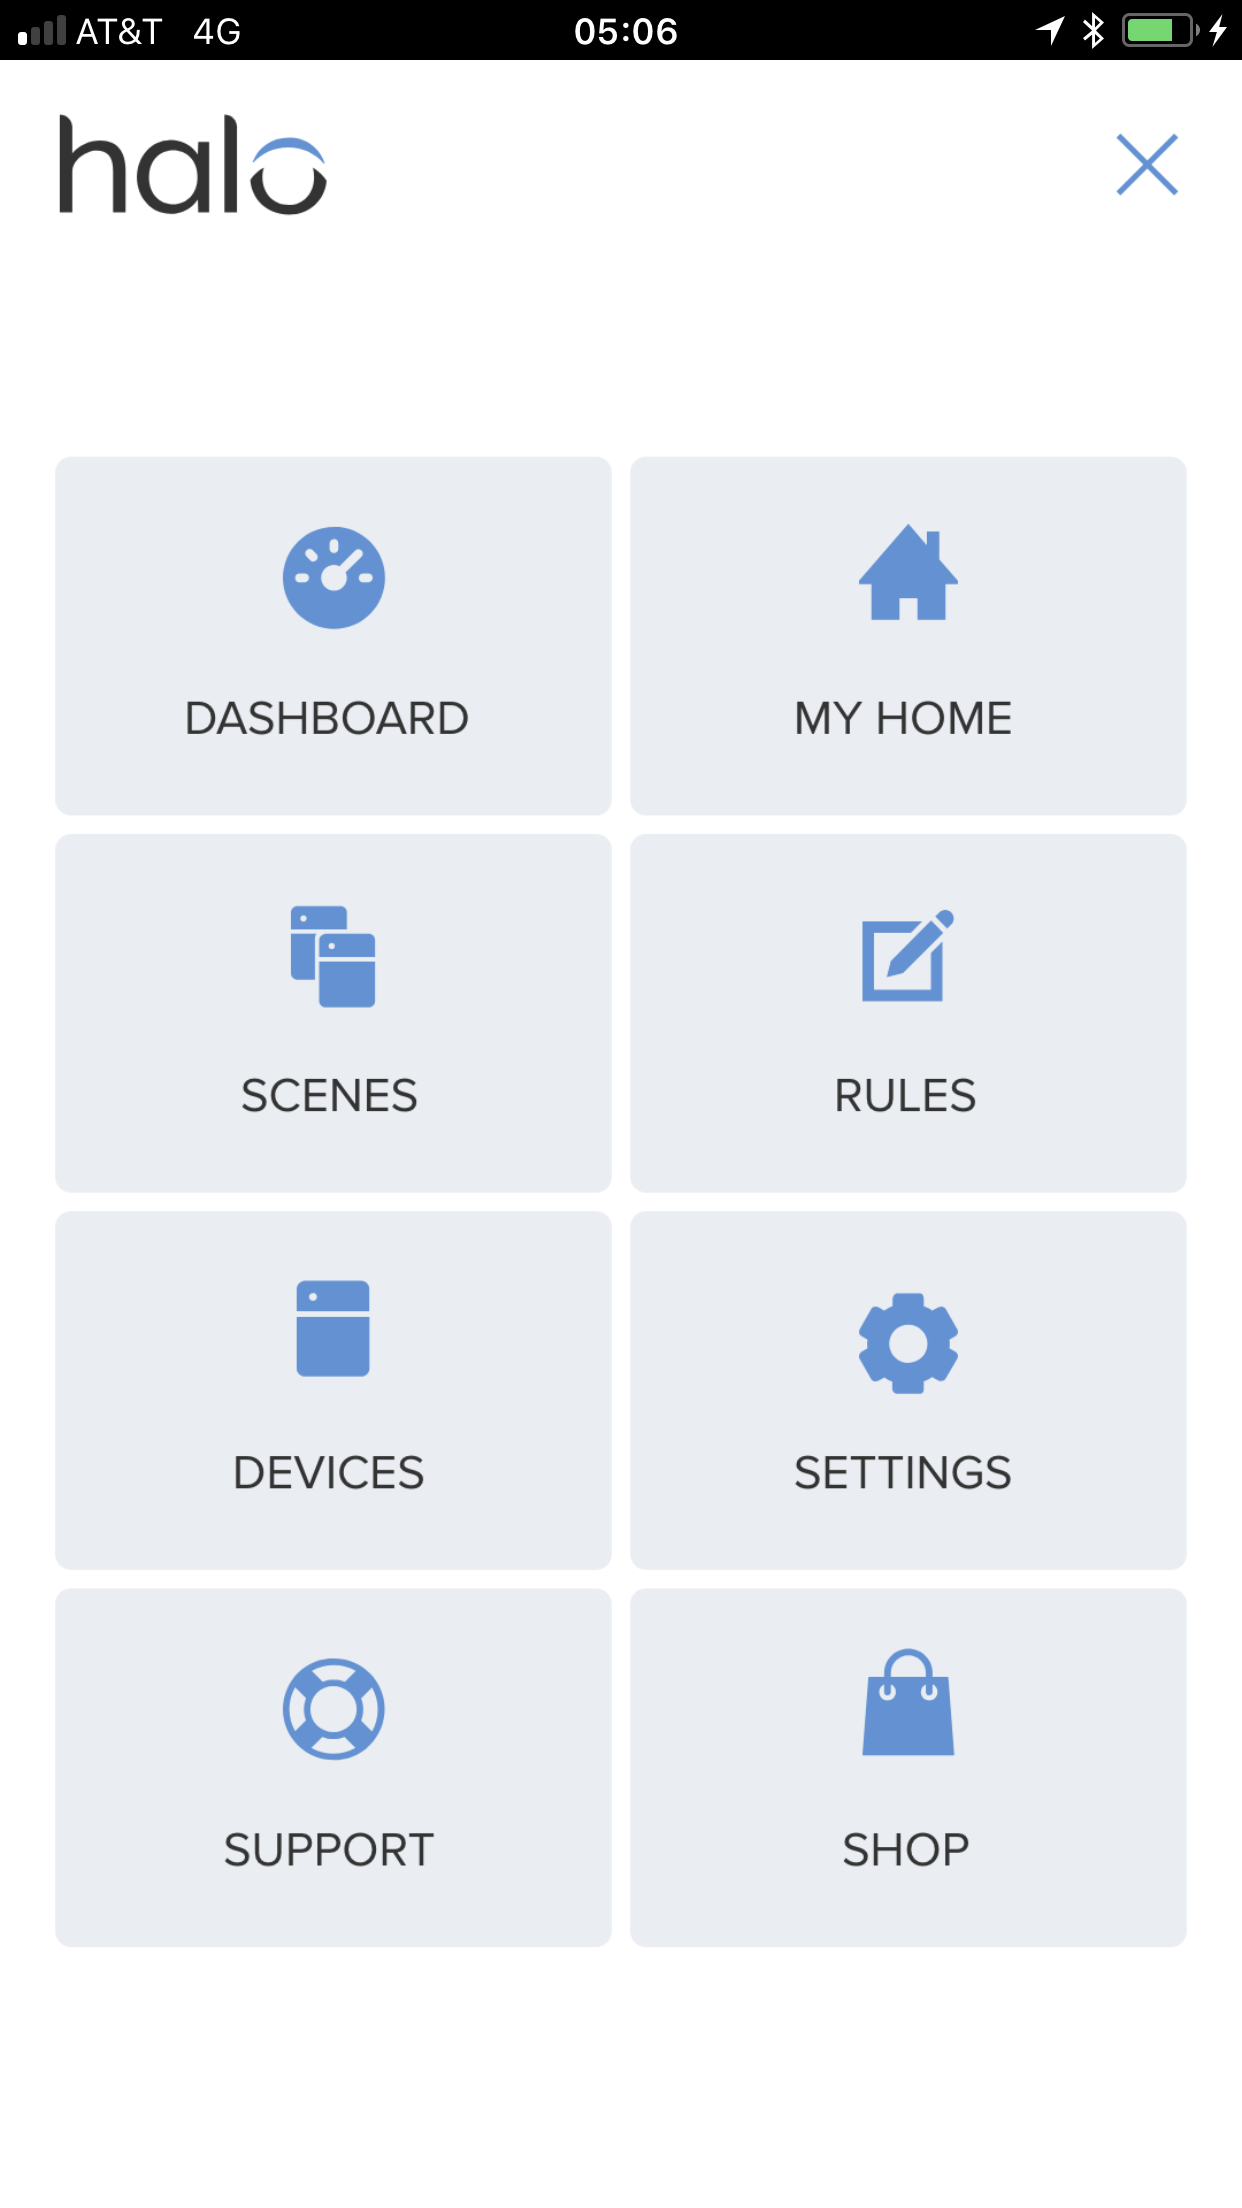 AT&T 4G 05:06
halo
DASHBOARD
MY HOME
SCENES
RULES
DEVICES
SETTINGS
SUPPORT
SHOP